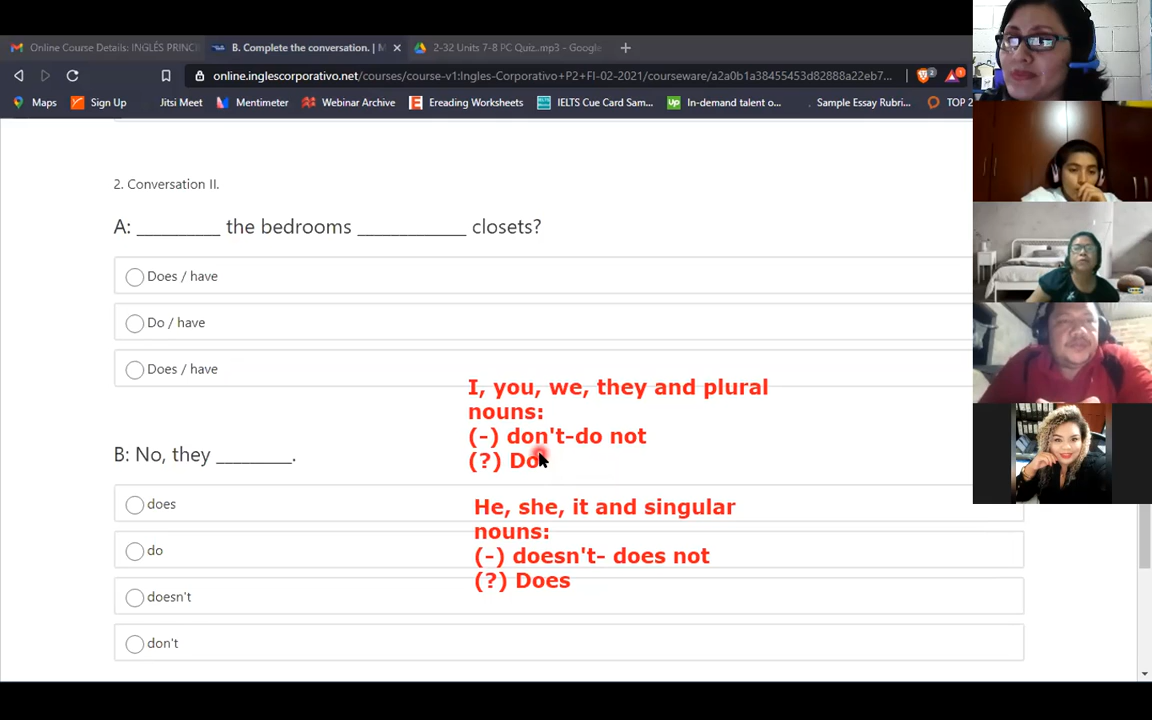 Online Course Details: INGLÉS PRINC
B. Complete the conversation. | M
2-32 Units 7-8 PC Quiz..mp3 - Google
online.inglescorporativo.net/courses/course-v1:Ingles-Corporativo+P2+FI-02-2021/courseware/a2a0b1a38455453d82888a22eb7...
Maps
Sign Up
Jitsi Meet
Mentimeter
Webinar Archive
Ereading Worksheets
IELTS Cue Card Sam...
In-demand talent o...
Sample Essay Rubri...
TOP 2
2. Conversation II.
A: __________ the bedrooms _____________ closets?
Does / have
Do / have
Does / have
I, you, we, they and plural
nouns:
(-) don't-do not
(?) Do
B: No, they _________.
does
do
doesn't
don't
He, she, it and singular
nouns:
(-) doesn't- does not
(?) Does